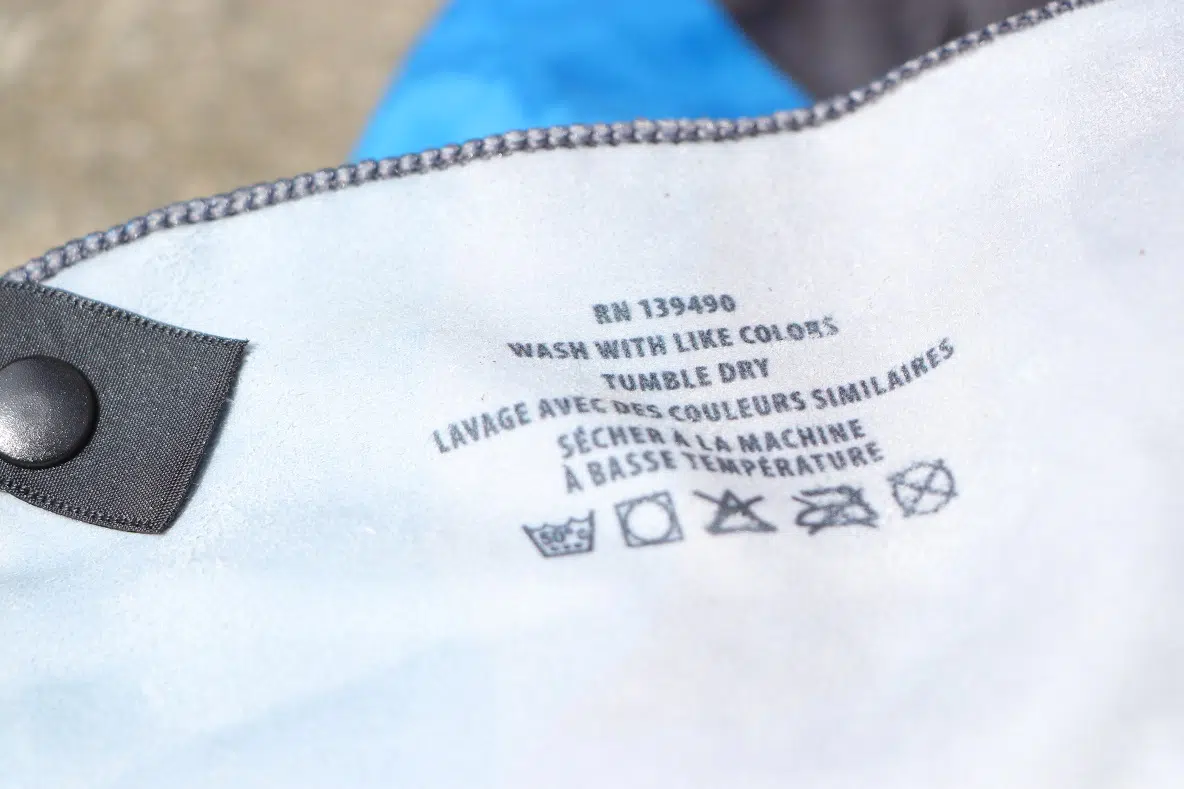 RN 139490
WASH WITH LIKE COLORS
TUMBLE DRY
LAVAGE AVEC DES COULEURS SIMILAIRES
SÉCHER À LA MACHINE
À BASSE TEMPÉRATURE
50°C